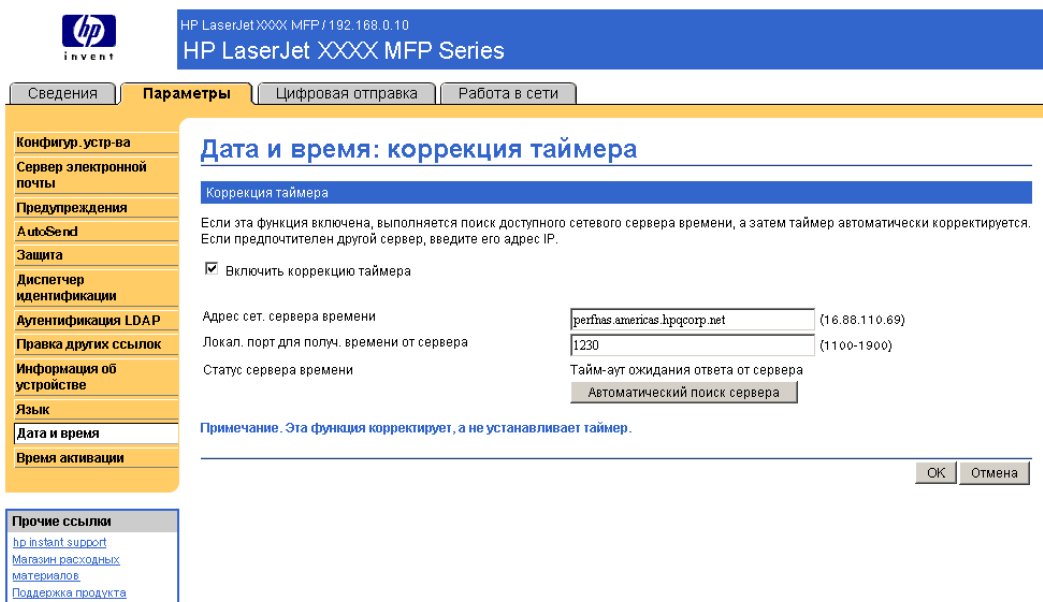 hp
invent
HP LaserJet XXXX MFP / 192.168.0.10
HP LaserJet XXXX MFP Series
Сведения
Параметры
Цифровая отправка
Работа в сети
Конфигур. устр-ва
Сервер электронной
почты
Предупреждения
AutoSend
Защита
Диспетчер
идентификации
Аутентификация LDAP
Правка других ссылок
Информация об
устройстве
Язык
Дата и время
Время активации
Прочие ссылки
hp instant support
Магазин расходных
материалов
Поддержка продукта
Дата и время: коррекция таймера
Коррекция таймера
Если эта функция включена, выполняется поиск доступного сетевого сервера времени, а затем таймер автоматически корректируется.
Если предпочтителен другой сервер, введите его адрес IP.
Включить коррекцию таймера
Адрес сет. сервера времени perfnas.americas.hpqcorp.net (16.88.110.69)
Локал. порт для получ. времени от сервера 1230 (1100-1900)
Статус сервера времени Тайм-аут ожидания ответа от сервера
Автоматический поиск сервера
Примечание. Эта функция корректирует, а не устанавливает таймер.
OK Отмена